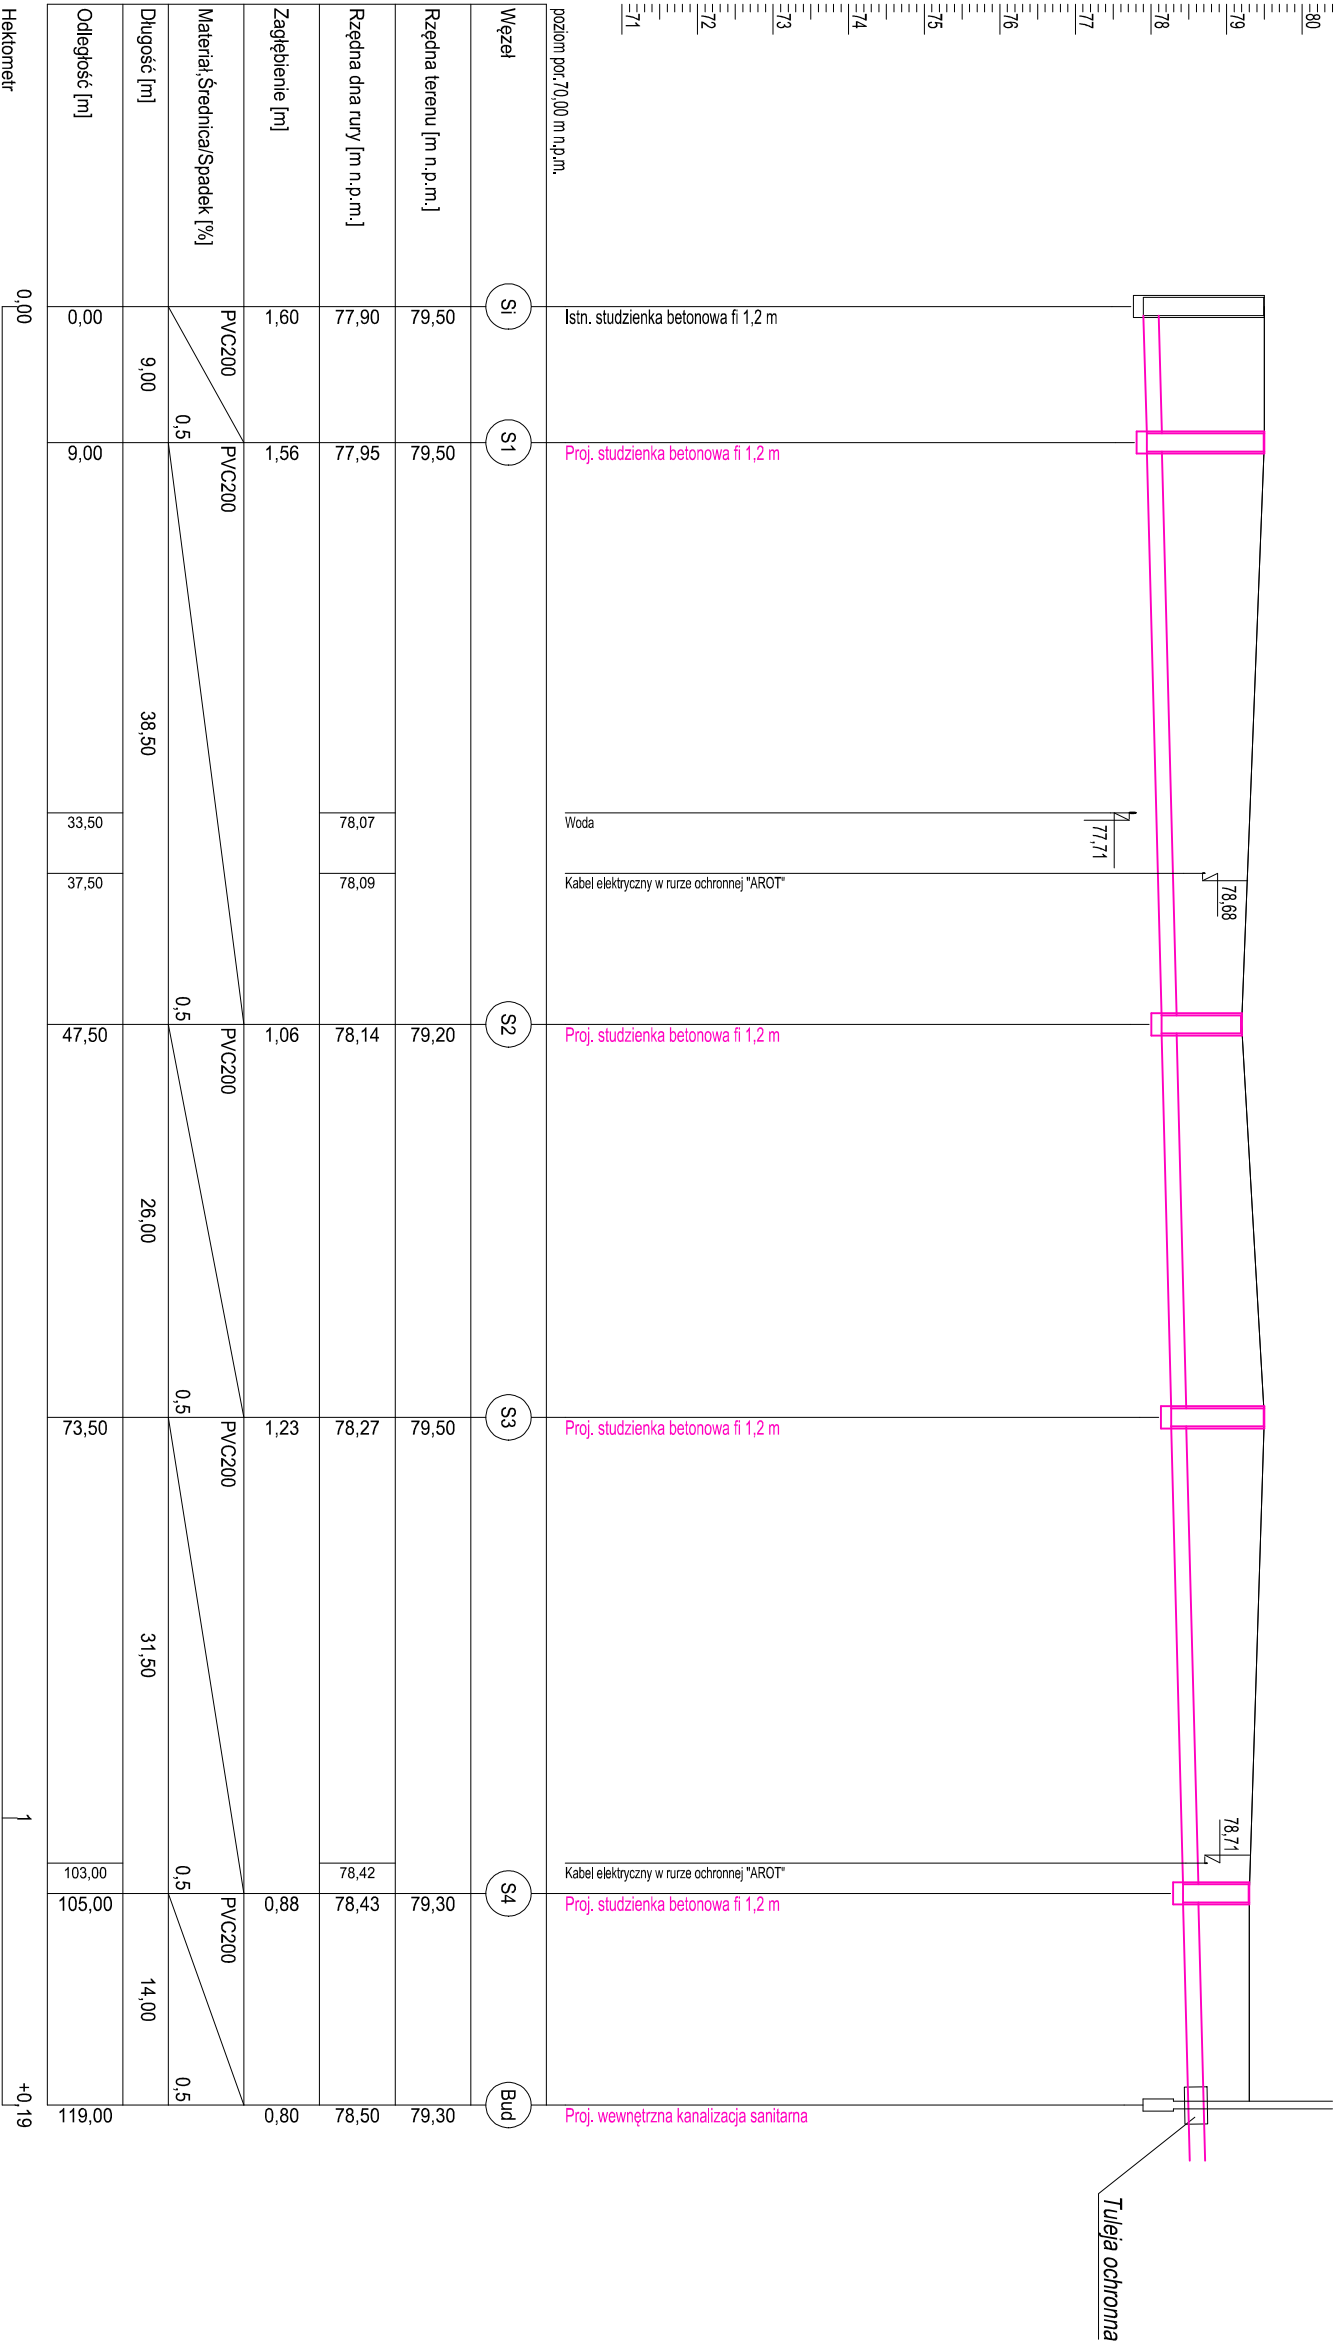 80
79
78
77
76
75
74
73
72
71
77,71
78,68
78,71
Tuleja ochronna
poziom por.70,00 m n.p.m.
Istn. studzienka betonowa fi 1,2 m
Proj. studzienka betonowa fi 1,2 m
Woda
Kabel elektryczny w rurze ochronnej "AROT"
Proj. studzienka betonowa fi 1,2 m
Proj. studzienka betonowa fi 1,2 m
Kabel elektryczny w rurze ochronnej "AROT"
Proj. studzienka betonowa fi 1,2 m
Proj. wewnętrzna kanalizacja sanitarna
Węzeł Si S1 S2 S3 S4 Bud
Rzędna terenu [m n.p.m.] 79,50 79,50 79,20 79,50 79,30 79,30
Rzędna dna rury [m n.p.m.] 77,90 77,95 78,07 78,09 78,14 78,27 78,42 78,43 78,50
Zagłębienie [m] 1,60 1,56 1,06 1,23 0,88 0,80
Materiał,Średnica/Spadek [%] PVC200 0,5 PVC200 0,5 PVC200 0,5 PVC200 0,5 PVC200 0,5
Długość [m] 9,00 38,50 26,00 31,50 14,00
Odległość [m] 0,00 9,00 33,50 37,50 47,50 73,50 103,00 105,00 119,00
Hektometr 0,00 1 +0,19